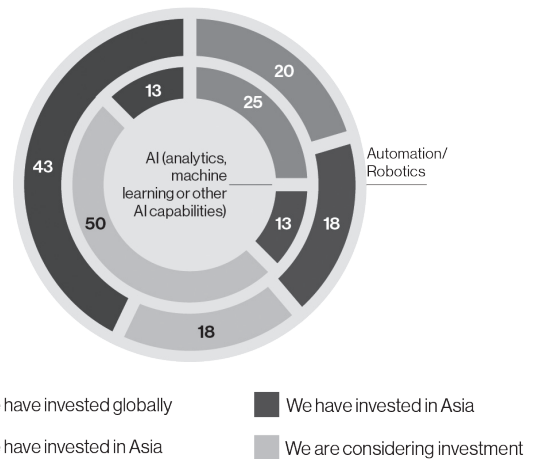 20
13
25
43
AI (analytics,
machine
learning or other
AI capabilities)
Automation/
Robotics
50
13
18
18
have invested globally
We have invested in Asia
have invested in Asia
We are considering investment